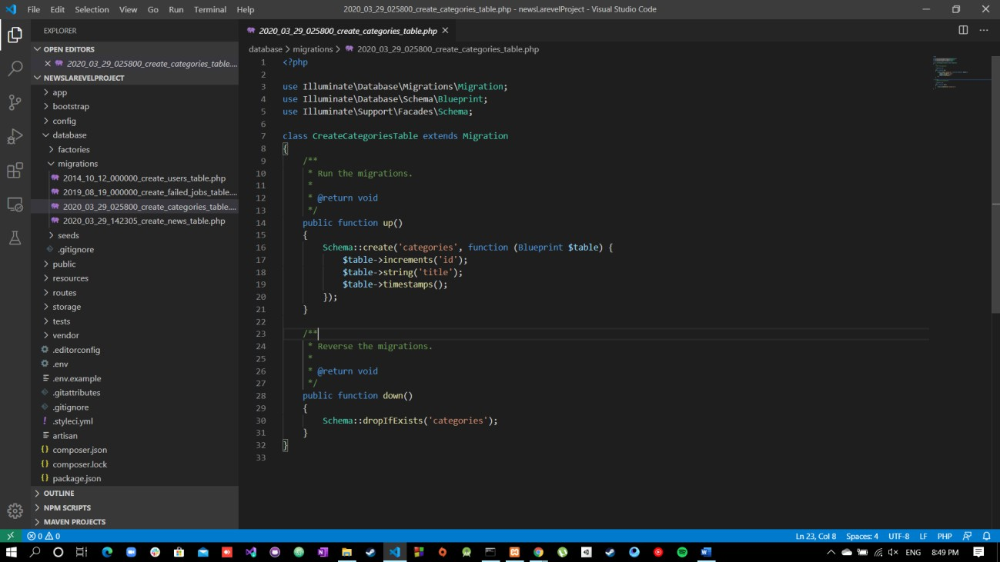 File Edit Selection View Go Run Terminal Help
2020_03_29_025800_create_categories_table.php - newsLarevelProject - Visual Studio Code
EXPLORER
OPEN EDITORS
2020_03_29_025800_create_categories_table....
NEWSLAREVELPROJECT
app
bootstrap
config
database
factories
migrations
2014_10_12_000000_create_users_table.php
2019_08_19_000000_create_failed_jobs_table....
2020_03_29_025800_create_categories_table....
2020_03_29_142305_create_news_table.php
seeds
.gitignore
public
resources
routes
storage
tests
vendor
.editorconfig
.env
.env.example
.gitattributes
.gitignore
.styleci.yml
artisan
composer.json
composer.lock
package.json
OUTLINE
NPM SCRIPTS
MAVEN PROJECTS
2020_03_29_025800_create_categories_table.php
database > migrations > 2020_03_29_025800_create_categories_table.php
1 <?php
2
3 use Illuminate\Database\Migrations\Migration;
4 use Illuminate\Database\Schema\Blueprint;
5 use Illuminate\Support\Facades\Schema;
6
7 class CreateCategoriesTable extends Migration
8 {
9     /**
10      * Run the migrations.
11      *
12      * @return void
13      */
14     public function up()
15     {
16         Schema::create('categories', function (Blueprint $table) {
17             $table->increments('id');
18             $table->string('title');
19             $table->timestamps();
20         });
21     }
22
23     /**
24      * Reverse the migrations.
25      *
26      * @return void
27      */
28     public function down()
29     {
30         Schema::dropIfExists('categories');
31     }
32 }
33
0 0
Ln 23, Col 8 Spaces: 4 UTF-8 LF PHP
ENG 8:49 PM